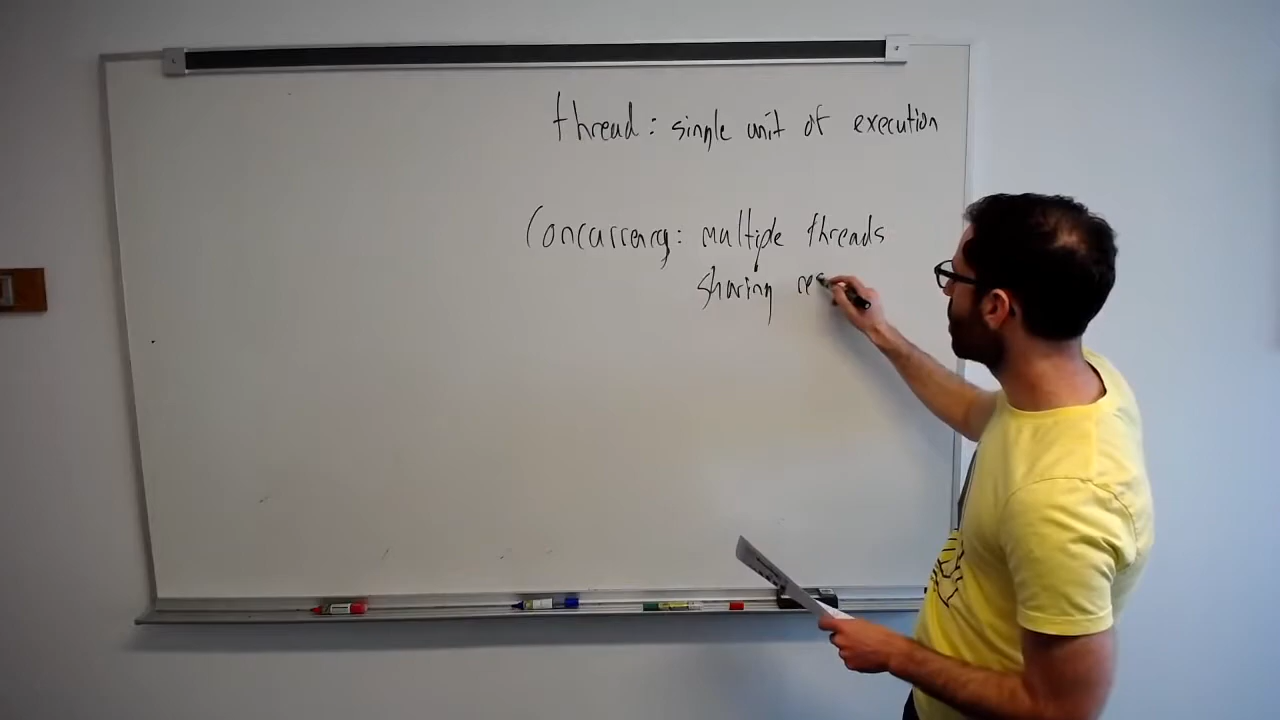 thread: single unit of execution
Concurrency: multiple threads
sharing res